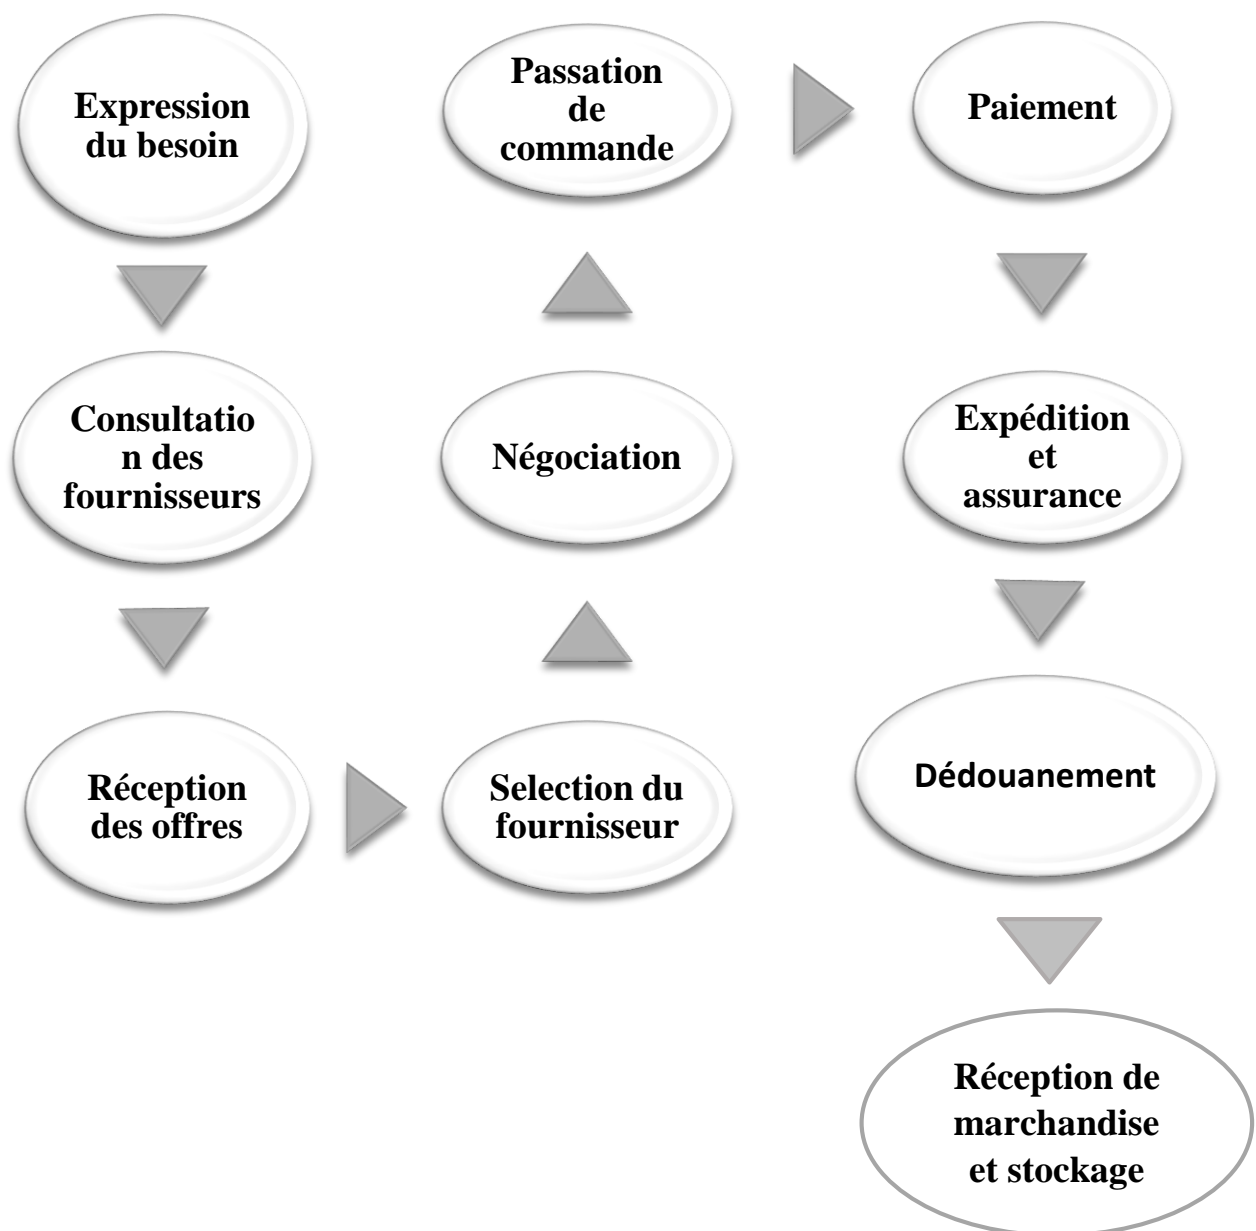 Expression
du besoin
Consultatio
n des
fournisseurs
Réception
des offres
Selection du
fournisseur
Négociation
Passation
de
commande
Paiement
Expédition
et
assurance
Dédouanement
Réception de
marchandise
et stockage